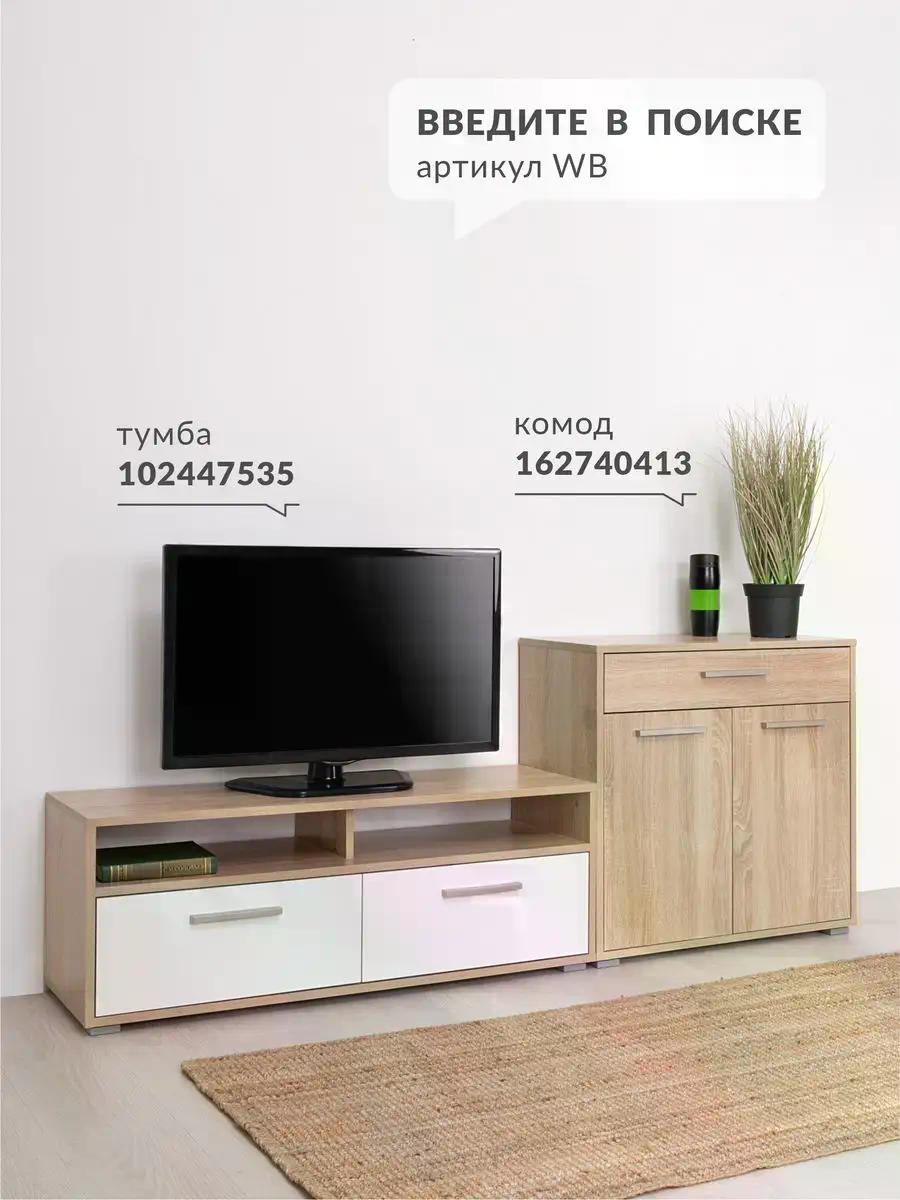 ВВЕДИТЕ В ПОИСКЕ
артикул WB
тумба
102447535
комод
162740413